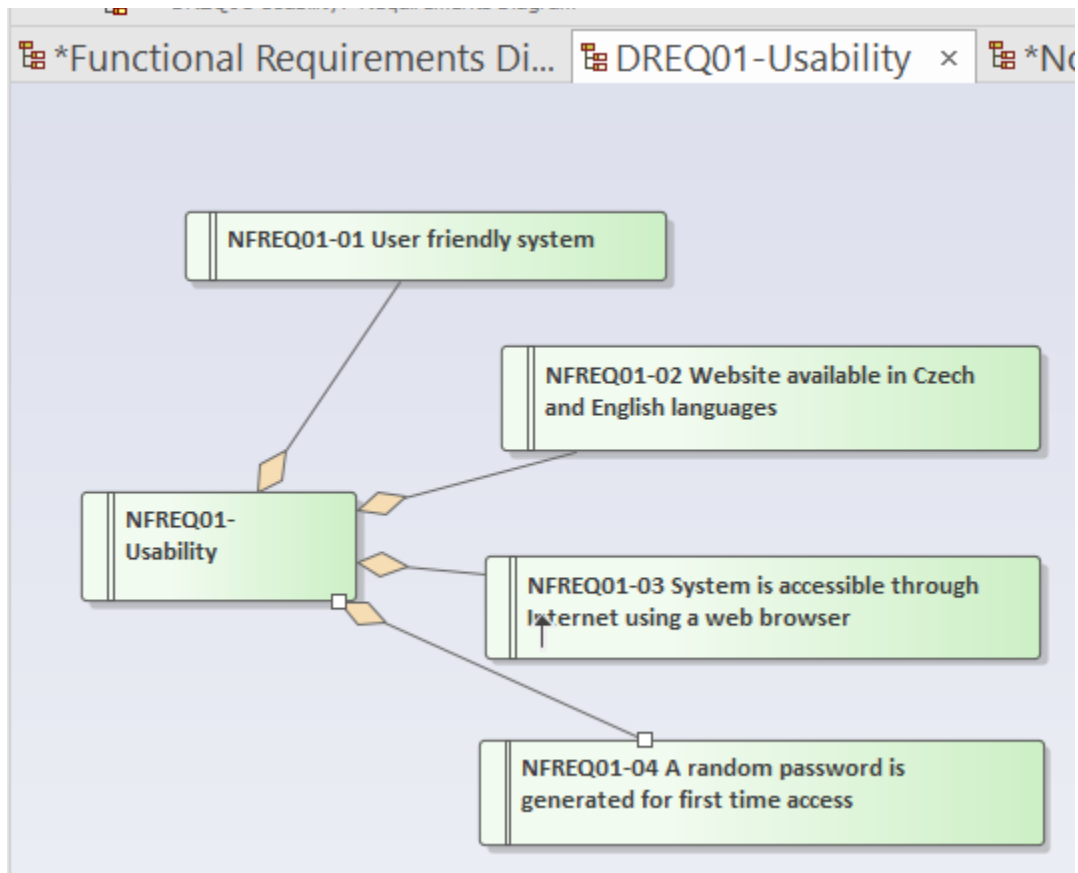 *Functional Requirements Di...
DREQ01-Usability
×
*No
NFREQ01-01 User friendly system
NFREQ01-02 Website available in Czech
and English languages
NFREQ01-
Usability
NFREQ01-03 System is accessible through
Internet using a web browser
NFREQ01-04 A random password is
generated for first time access